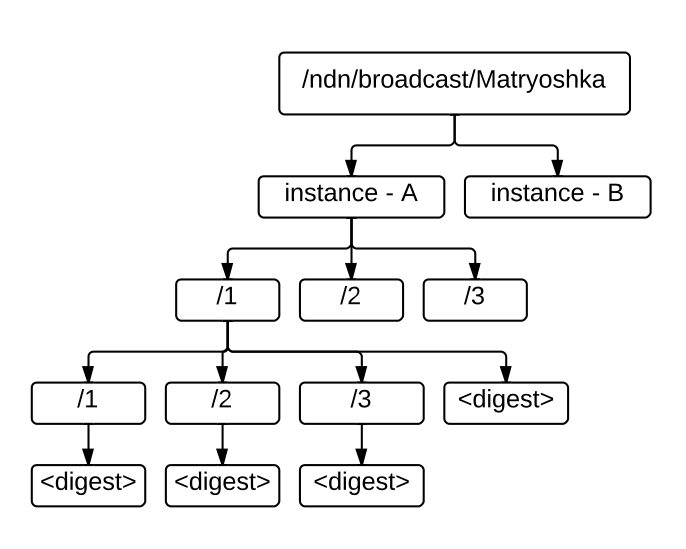 /ndn/broadcast/Matryoshka
instance - A
instance - B
/1
/2
/3
/1
/2
/3
<digest>
<digest>
<digest>
<digest>